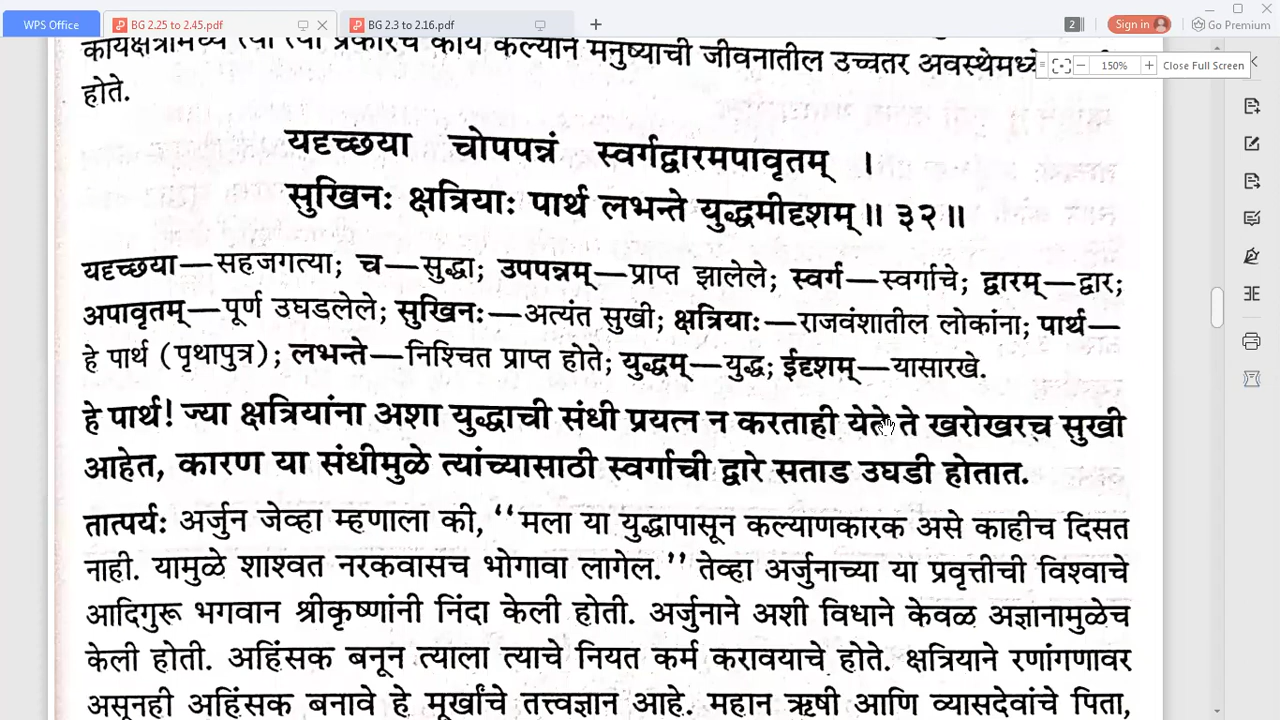 WPS Office
BG 2.25 to 2.45.pdf
BG 2.3 to 2.16.pdf
2
Sign in
Go Premium
150%
Close Full Screen
कार्यक्षेत्रामध्ये त्या त्या प्रकारचे कार्य केल्याने मनुष्याची जीवनातील उच्चतर अवस्थेमध्ये
होते.
यदृच्छया चोपपन्नं स्वर्गद्वारमपावृतम् ।
सुखिनः क्षत्रियाः पार्थ लभन्ते युद्धमीदृशम् ॥ ३२ ॥
यदृच्छया—सहजगत्या; च—सुद्धा; उपपन्नम्—प्राप्त झालेले; स्वर्ग—स्वर्गाचे; द्वारम्—द्वार;
अपावृतम्—पूर्ण उघडलेले; सुखिनः—अत्यंत सुखी; क्षत्रियाः—राजवंशातील लोकांना; पार्थ—
हे पार्थ (पृथापुत्र); लभन्ते—निश्चित प्राप्त होते; युद्धम्—युद्ध; ईदृशम्—यासारखे.
हे पार्थ! ज्या क्षत्रियांना अशा युद्धाची संधी प्रयत्न न करताही येते ते खरोखरच सुखी
आहेत, कारण या संधीमुळे त्यांच्यासाठी स्वर्गाची द्वारे सताड उघडी होतात.
तात्पर्य: अर्जुन जेव्हा म्हणाला की, ‘‘मला या युद्धापासून कल्याणकारक असे काहीच दिसत
नाही. यामुळे शाश्वत नरकवासच भोगावा लागेल.’’ तेव्हा अर्जुनाच्या या प्रवृत्तीची विश्वाचे
आदिगुरू भगवान श्रीकृष्णांनी निंदा केली होती. अर्जुनाने अशी विधाने केवळ अज्ञानामुळेच
केली होती. अहिंसक बनून त्याला त्याचे नियत कर्म करावयाचे होते. क्षत्रियाने रणांगणावर
असूनही अहिंसक बनावे हे मूर्खांचे तत्त्वज्ञान आहे. महान ऋषी आणि व्यासदेवांचे पिता,